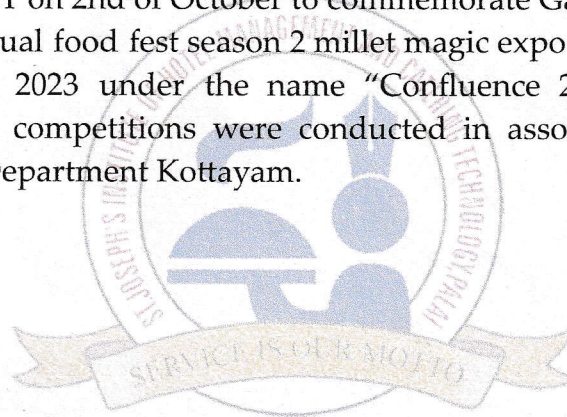 on 2nd of October to commemorate Ga
ual food fest season 2 millet magic expo
2023 under the name “Confluence 2
competitions were conducted in asso
epartment Kottayam.
ST.JOSEPH'S INSTITUTE OF HOTEL MANAGEMENT AND CATERING TECHNOLOGY, PALAI
SERVICE IS OUR MOTTO